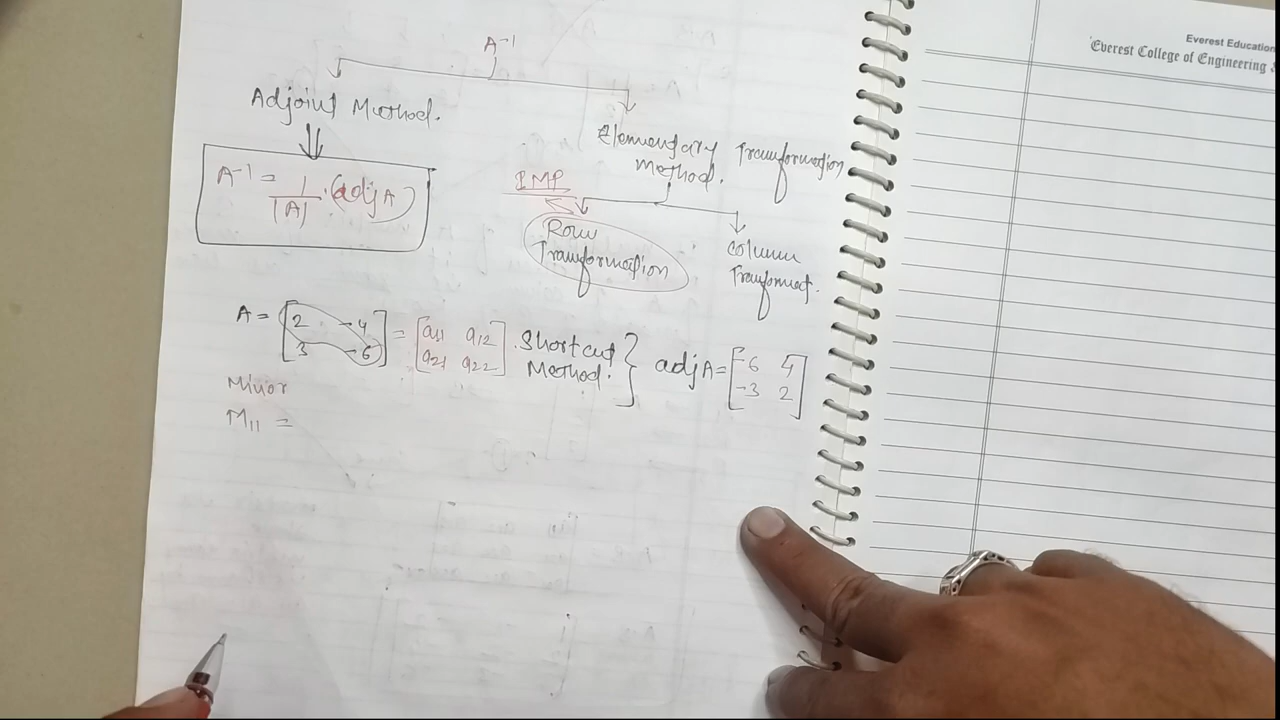 Everest Education
Everest College of Engineering &
A⁻¹
Adjoint Method.
Elementary Transformation
Method.
A⁻¹ = 1/|A| · (adj A)
IMP
Row
Transformation
Column
Transformat.
A = [2 -4; 3 -6] = [a11 a12; a21 a22] . Shortcut Method. } adj A = [-6 4; -3 2]
Minor
M11 =